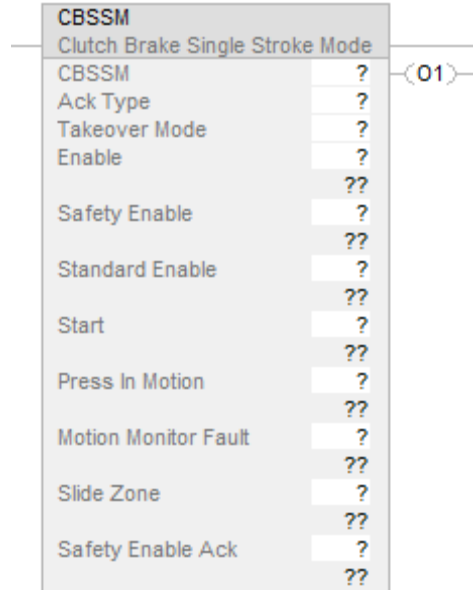 CBSSM
Clutch Brake Single Stroke Mode
CBSSM ? (O1)
Ack Type ?
Takeover Mode ?
Enable ?
??
Safety Enable ?
??
Standard Enable ?
??
Start ?
??
Press In Motion ?
??
Motion Monitor Fault ?
??
Slide Zone ?
??
Safety Enable Ack ?
??